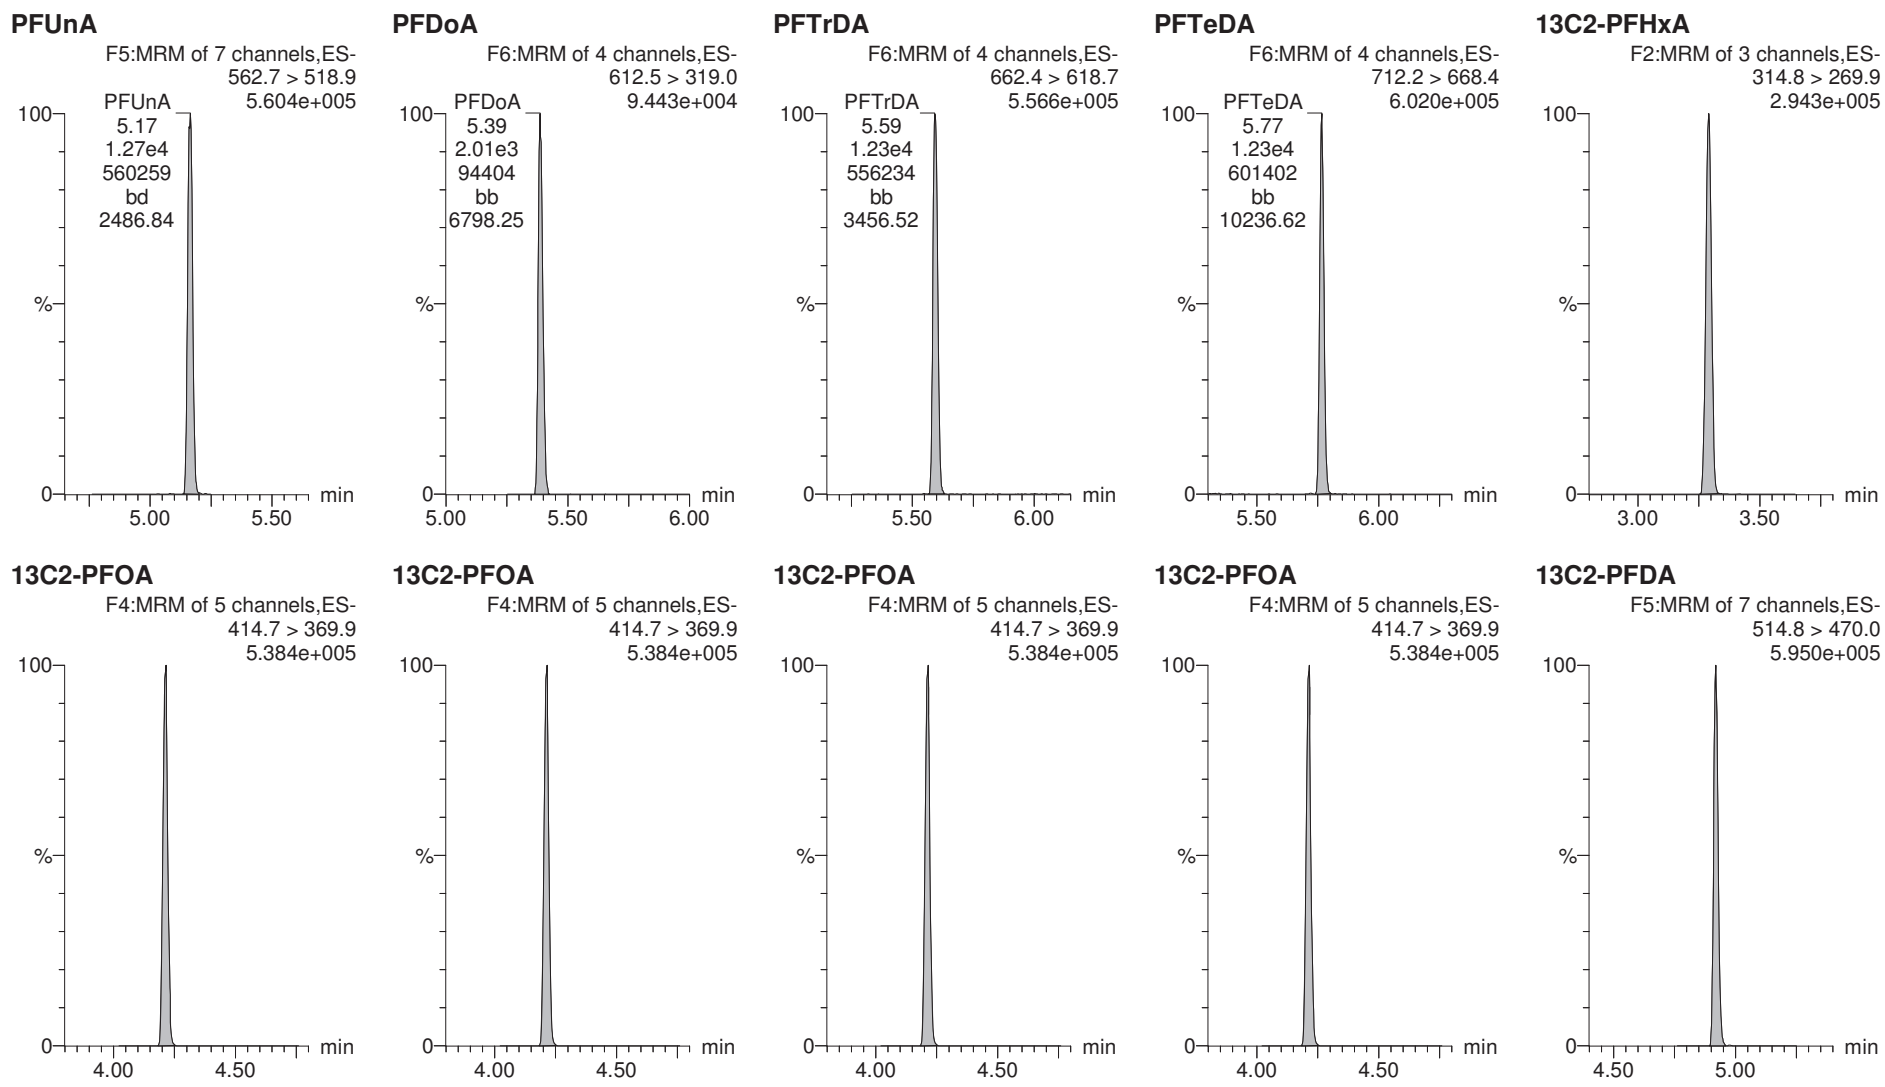 PFUnA
F5:MRM of 7 channels,ES-
562.7 > 518.9
5.604e+005
100
PFUnA
5.17
1.27e4
560259
bd
2486.84
%
0
min
5.00
5.50
PFDoA
F6:MRM of 4 channels,ES-
612.5 > 319.0
9.443e+004
100
PFDoA
5.39
2.01e3
94404
bb
6798.25
%
0
min
5.00
5.50
6.00
PFTrDA
F6:MRM of 4 channels,ES-
662.4 > 618.7
5.566e+005
100
PFTrDA
5.59
1.23e4
556234
bb
3456.52
%
0
min
5.50
6.00
PFTeDA
F6:MRM of 4 channels,ES-
712.2 > 668.4
6.020e+005
100
PFTeDA
5.77
1.23e4
601402
bb
10236.62
%
0
min
5.50
6.00
13C2-PFHxA
F2:MRM of 3 channels,ES-
314.8 > 269.9
2.943e+005
100
%
0
min
3.00
3.50
13C2-PFOA
F4:MRM of 5 channels,ES-
414.7 > 369.9
5.384e+005
100
%
0
min
4.00
4.50
13C2-PFOA
F4:MRM of 5 channels,ES-
414.7 > 369.9
5.384e+005
100
%
0
min
4.00
4.50
13C2-PFOA
F4:MRM of 5 channels,ES-
414.7 > 369.9
5.384e+005
100
%
0
min
4.00
4.50
13C2-PFOA
F4:MRM of 5 channels,ES-
414.7 > 369.9
5.384e+005
100
%
0
min
4.00
4.50
13C2-PFDA
F5:MRM of 7 channels,ES-
514.8 > 470.0
5.950e+005
100
%
0
min
4.50
5.00